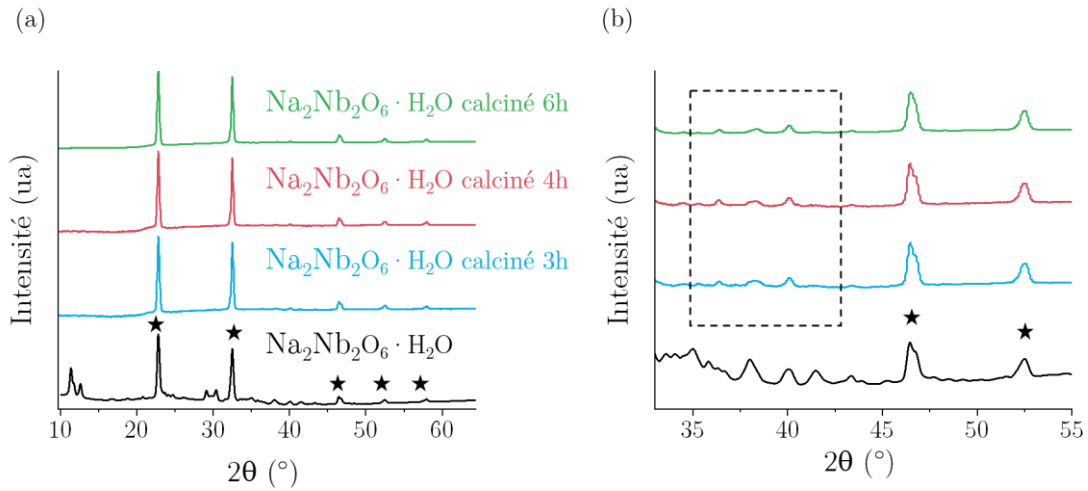 (a)
Intensité (ua)
Na₂Nb₂O₆ · H₂O calciné 6h
Na₂Nb₂O₆ · H₂O calciné 4h
Na₂Nb₂O₆ · H₂O calciné 3h
Na₂Nb₂O₆ · H₂O
10 20 30 40 50 60
2θ (°)
(b)
Intensité (ua)
35 40 45 50 55
2θ (°)